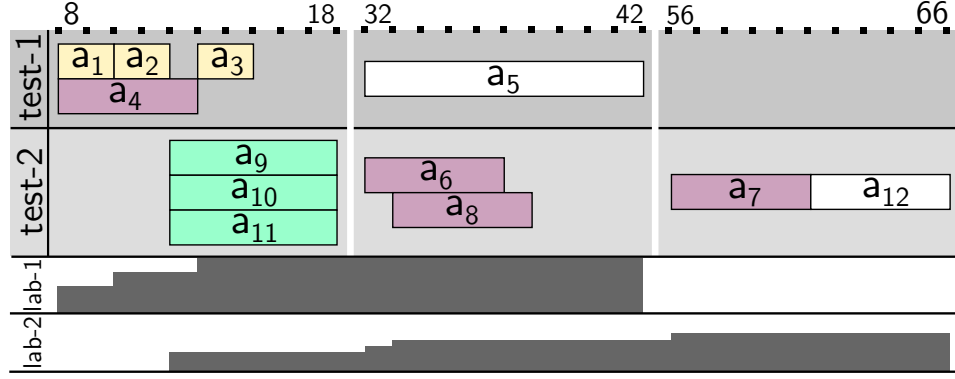 8 18 32 42 56 66
test-1
a1 a2 a3
a4
a5
test-2
a9
a10
a11
a6
a8
a7 a12
lab-1
lab-2